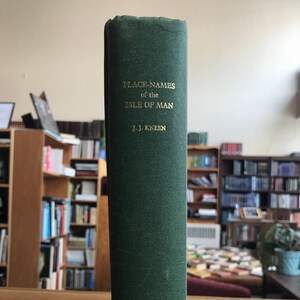 PLACE-NAMES
of the
ISLE OF MAN
J. J. KNEEN